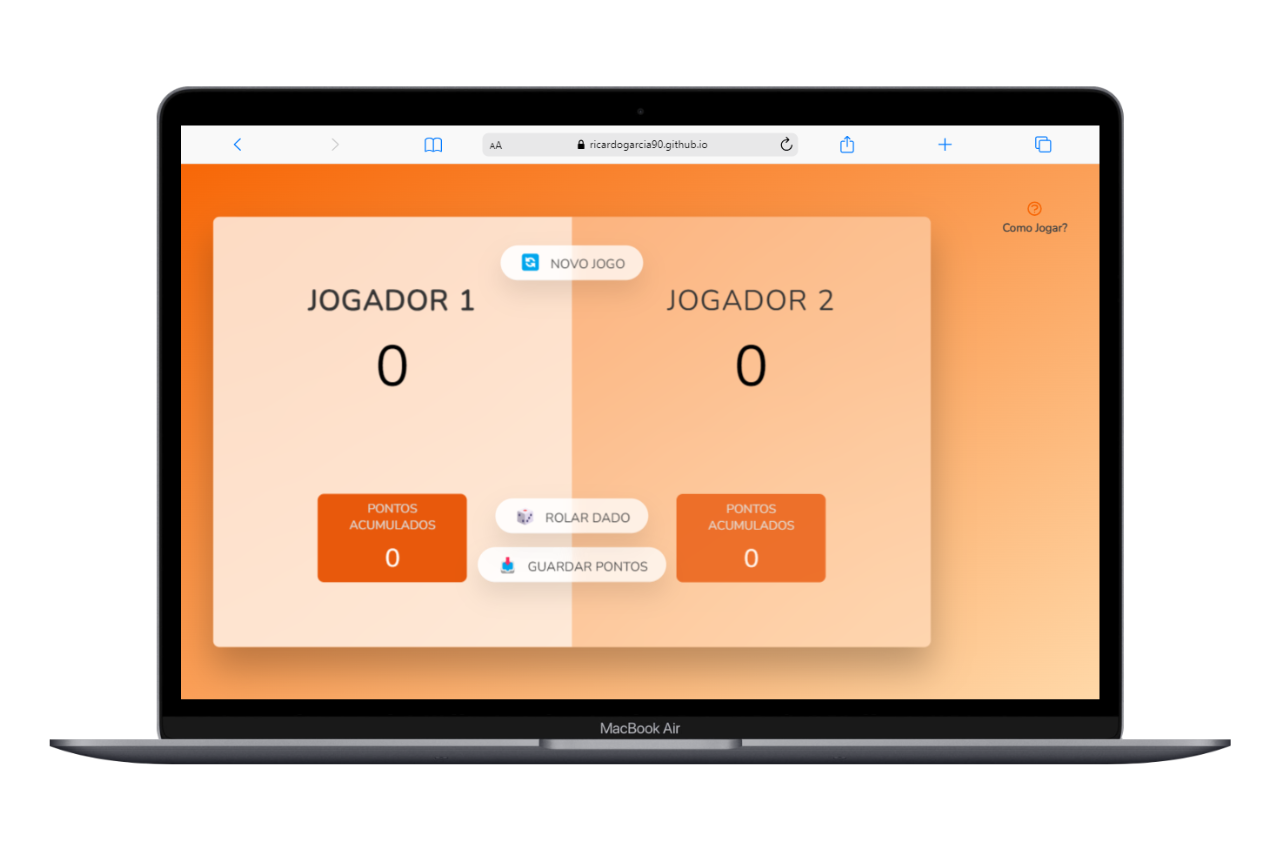 AA
ricardogarcia90.github.io
Como Jogar?
NOVO JOGO
JOGADOR 1
0
JOGADOR 2
0
PONTOS
ACUMULADOS
0
ROLAR DADO
GUARDAR PONTOS
PONTOS
ACUMULADOS
0
MacBook Air